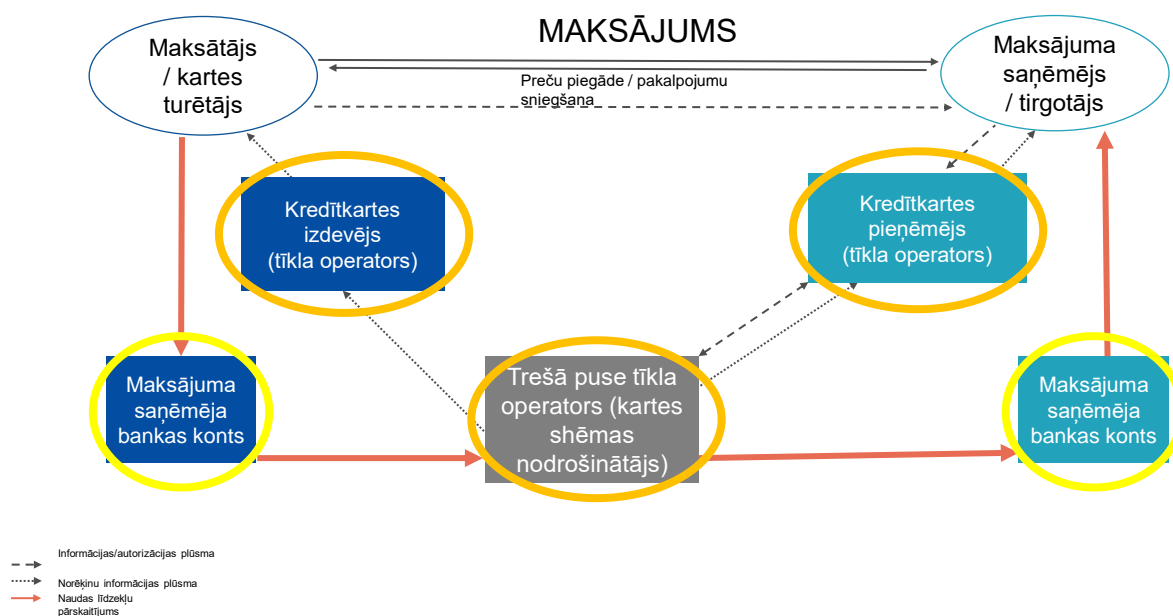 MAKSĀJUMS
Maksātājs
/ kartes
turētājs
Preču piegāde / pakalpojumu
sniegšana
Maksājuma
saņēmējs
/ tirgotājs
Kredītkartes
izdevējs
(tīkla operators)
Kredītkartes
pieņēmējs
(tīkla operators)
Maksājuma
saņēmēja
bankas konts
Trešā puse tīkla
operators (kartes
shēmas
nodrošinātājs)
Maksājuma
saņēmēja
bankas konts
Informācijas/autorizācijas plūsma
Norēķinu informācijas plūsma
Naudas līdzekļu
pārskaitījums